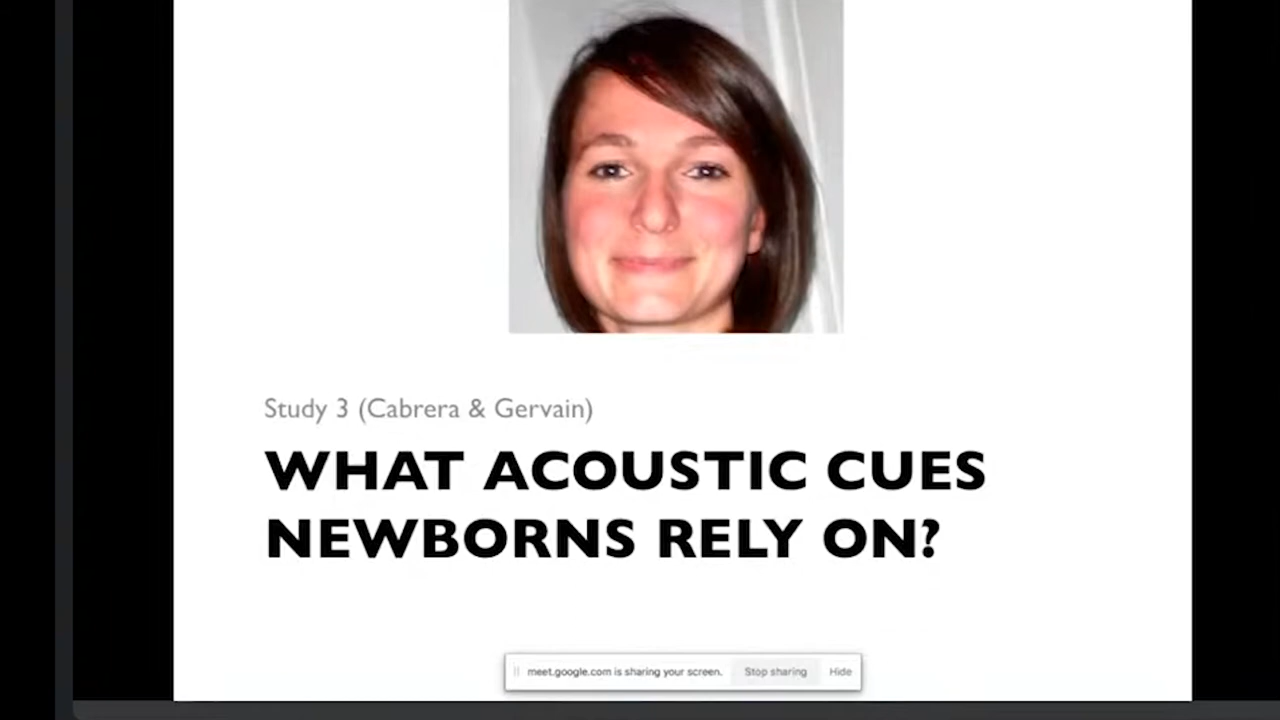 Study 3 (Cabrera & Gervain)
WHAT ACOUSTIC CUES
NEWBORNS RELY ON?
meet.google.com is sharing your screen. Stop sharing Hide